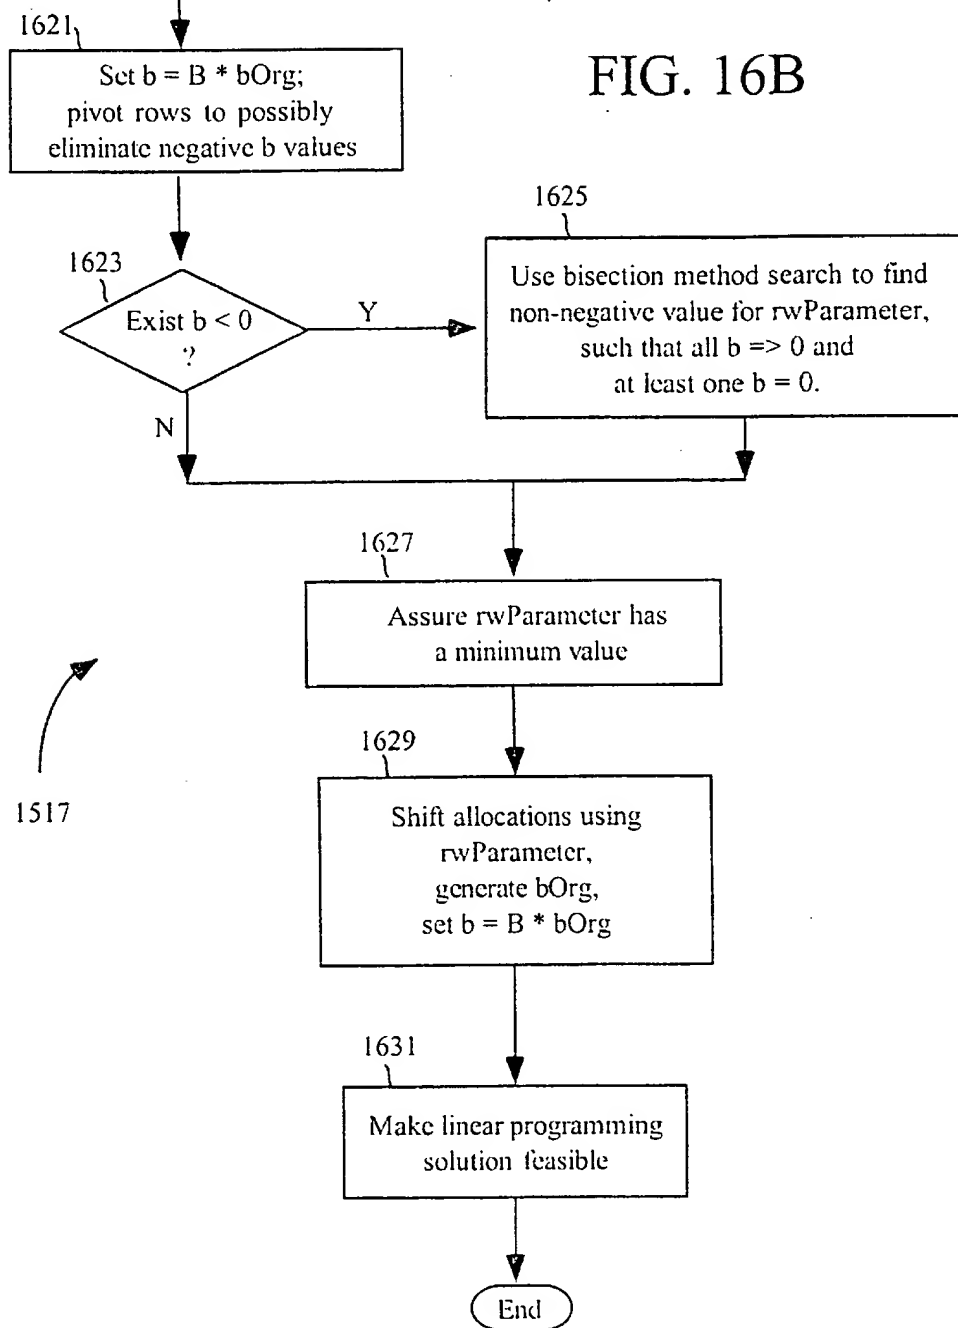 1621
Set b = B * bOrg;
pivot rows to possibly
eliminate negative b values
FIG. 16B
1623
Exist b < 0
?
Y
N
1625
Use bisection method search to find
non-negative value for rwParameter,
such that all b => 0 and
at least one b = 0.
1627
Assure rwParameter has
a minimum value
1517
1629
Shift allocations using
rwParameter,
generate bOrg,
set b = B * bOrg
1631
Make linear programming
solution feasible
End